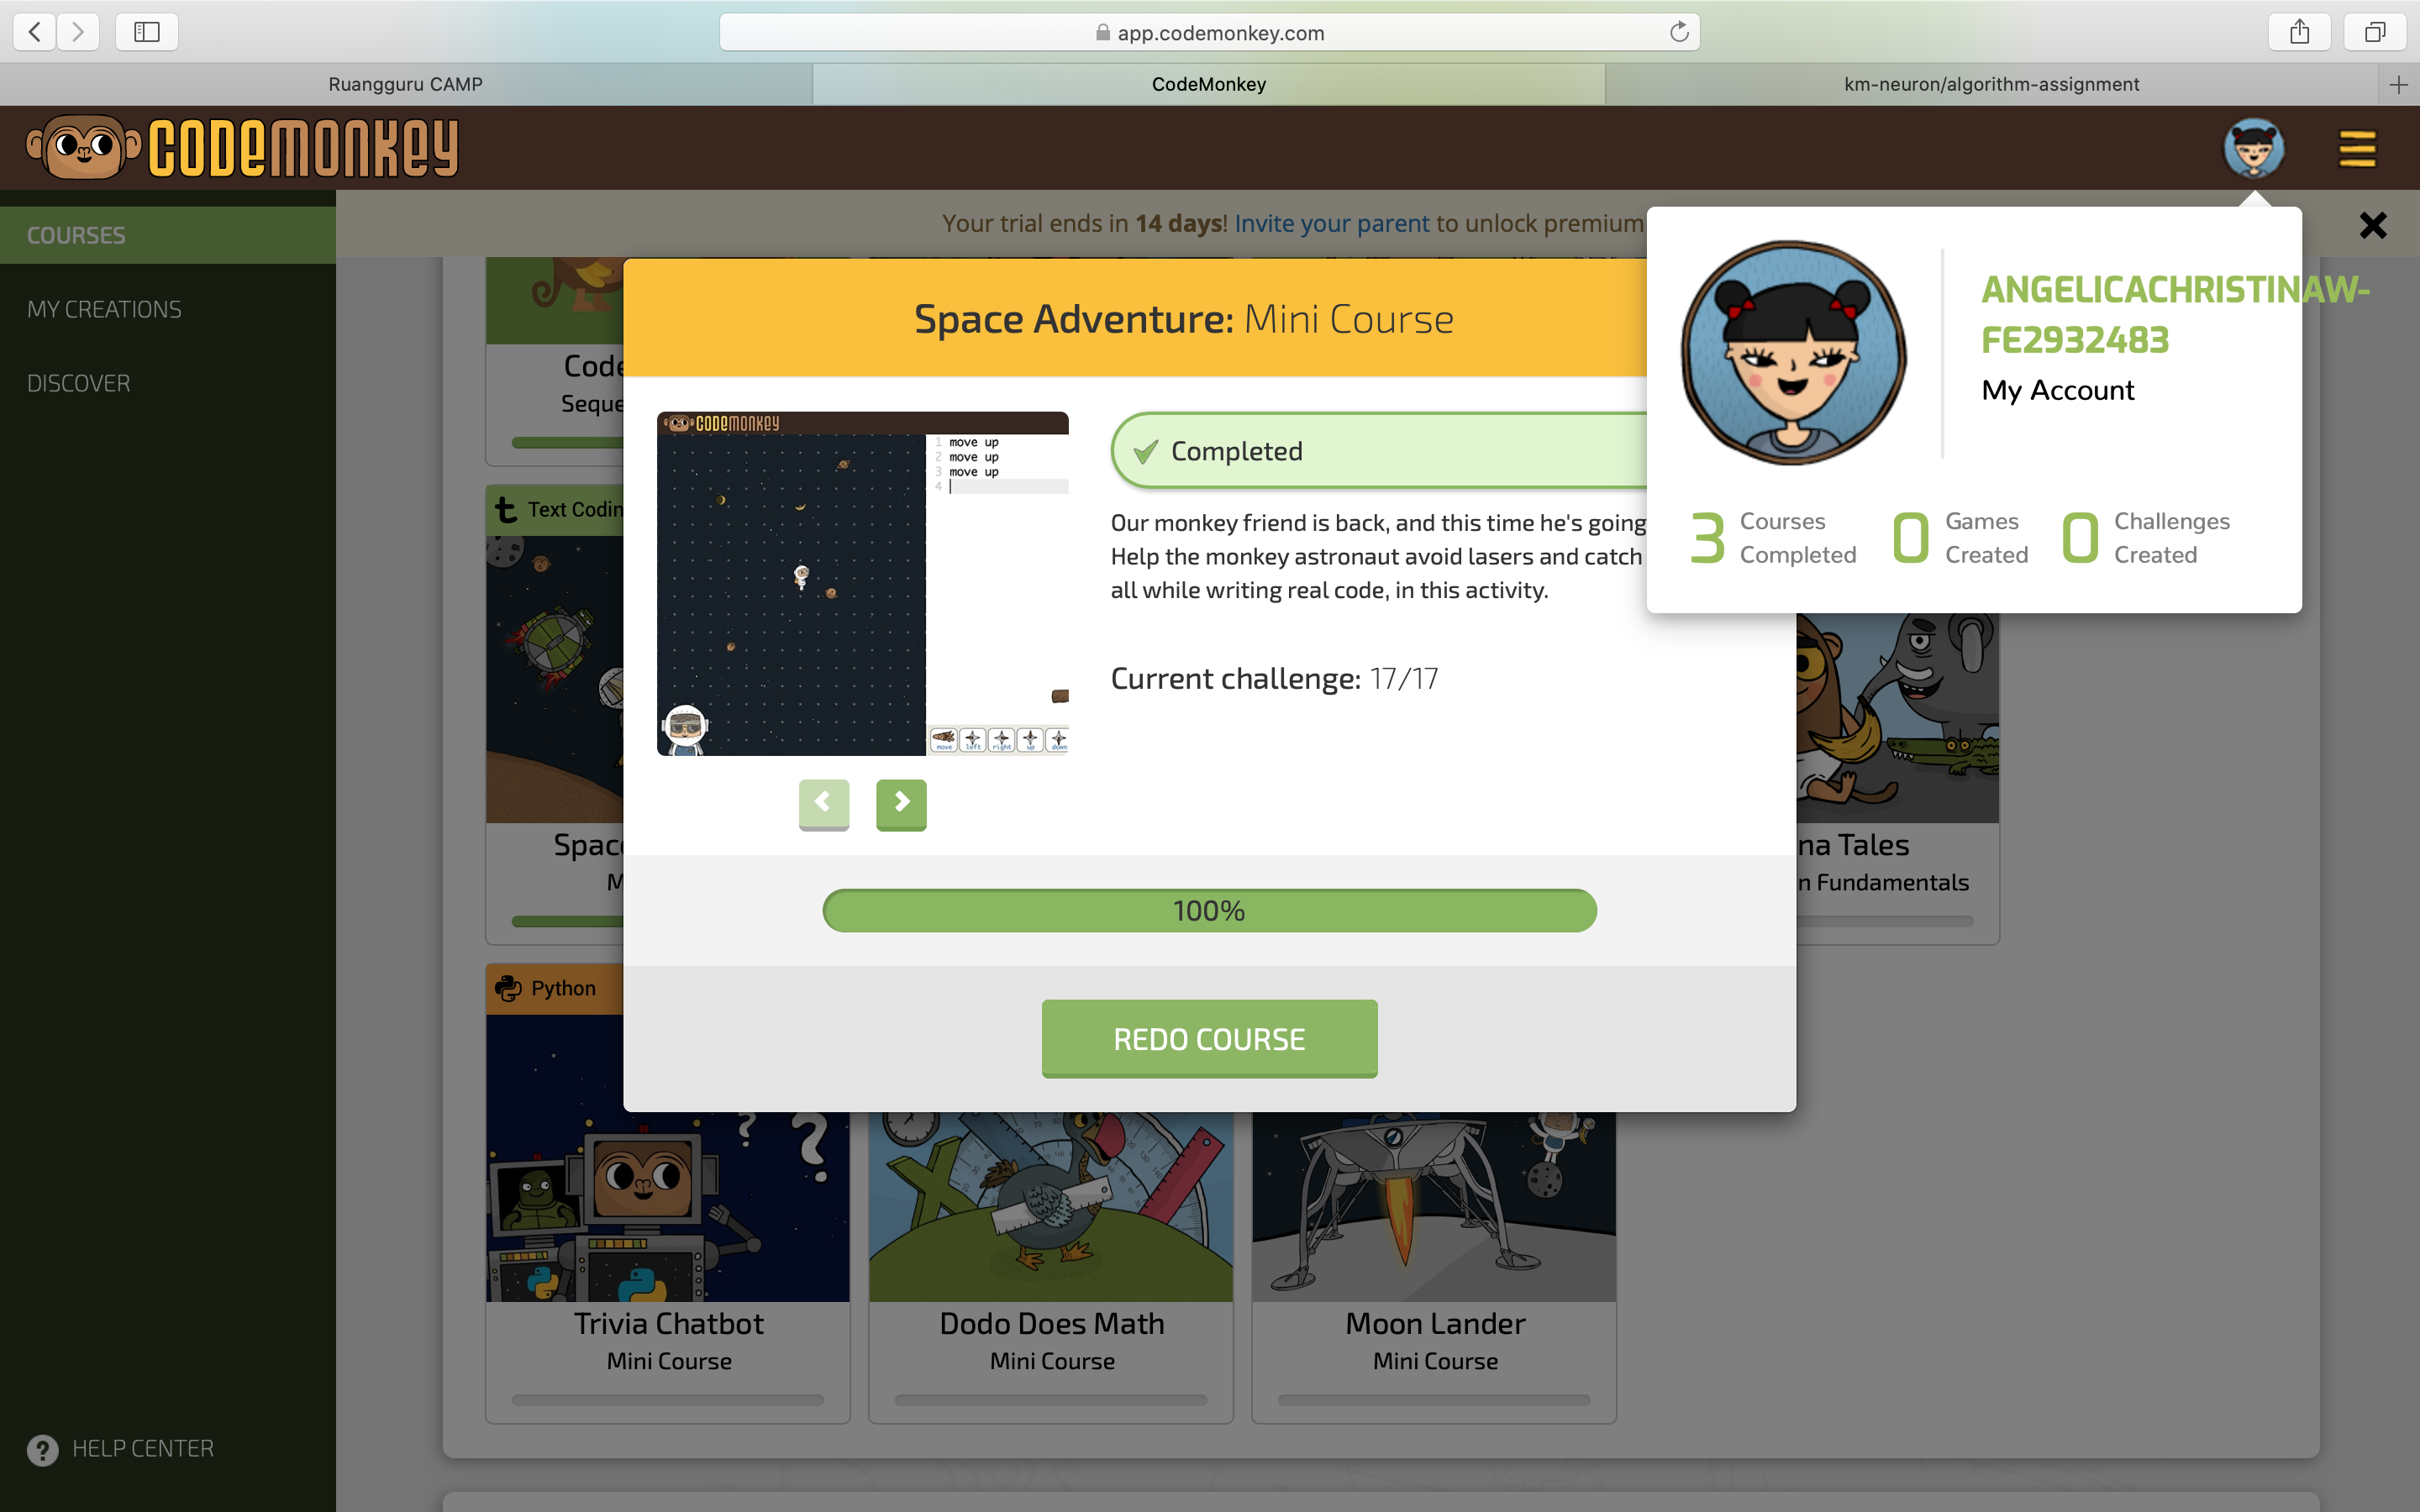 app.codemonkey.com
Ruangguru CAMP
CodeMonkey
km-neuron/algorithm-assignment
CODEMONKEY
COURSES
MY CREATIONS
DISCOVER
HELP CENTER
Your trial ends in 14 days! Invite your parent to unlock premium
ANGELICACHRISTINAW-
FE2932483
My Account
3 Courses Completed
0 Games Created
0 Challenges Created
Code
Seque
Text Codin
Spac
M
Space Adventure: Mini Course
CODEMONKEY
1 move up
2 move up
3 move up
4
move left right up down
Completed
Our monkey friend is back, and this time he's going
Help the monkey astronaut avoid lasers and catch
all while writing real code, in this activity.
Current challenge: 17/17
100%
REDO COURSE
na Tales
n Fundamentals
Python
Trivia Chatbot
Mini Course
Dodo Does Math
Mini Course
Moon Lander
Mini Course